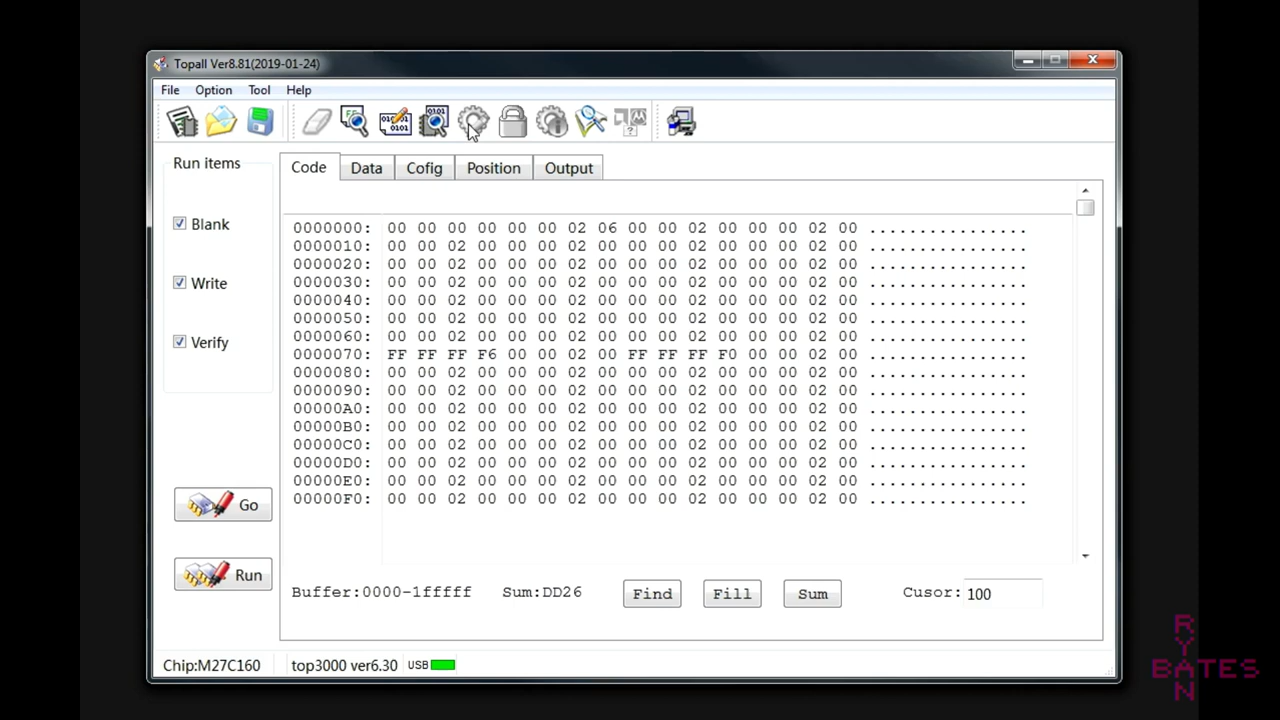 Topall Ver8.81(2019-01-24)
File Option Tool Help
Run items
Blank
Write
Verify
Go
Run
Code Data Cofig Position Output
0000000: 00 00 00 00 00 00 02 06 00 00 02 00 00 00 02 00 ................
0000010: 00 00 02 00 00 00 02 00 00 00 02 00 00 00 02 00 ................
0000020: 00 00 02 00 00 00 02 00 00 00 02 00 00 00 02 00 ................
0000030: 00 00 02 00 00 00 02 00 00 00 02 00 00 00 02 00 ................
0000040: 00 00 02 00 00 00 02 00 00 00 02 00 00 00 02 00 ................
0000050: 00 00 02 00 00 00 02 00 00 00 02 00 00 00 02 00 ................
0000060: 00 00 02 00 00 00 02 00 00 00 02 00 00 00 02 00 ................
0000070: FF FF FF F6 00 00 02 00 FF FF FF F0 00 00 02 00 ................
0000080: 00 00 02 00 00 00 02 00 00 00 02 00 00 00 02 00 ................
0000090: 00 00 02 00 00 00 02 00 00 00 02 00 00 00 02 00 ................
00000A0: 00 00 02 00 00 00 02 00 00 00 02 00 00 00 02 00 ................
00000B0: 00 00 02 00 00 00 02 00 00 00 02 00 00 00 02 00 ................
00000C0: 00 00 02 00 00 00 02 00 00 00 02 00 00 00 02 00 ................
00000D0: 00 00 02 00 00 00 02 00 00 00 02 00 00 00 02 00 ................
00000E0: 00 00 02 00 00 00 02 00 00 00 02 00 00 00 02 00 ................
00000F0: 00 00 02 00 00 00 02 00 00 00 02 00 00 00 02 00 ................
Buffer:0000-1fffff Sum:DD26 Find Fill Sum Cusor: 100
Chip:M27C160 top3000 ver6.30 USB
RYAN
BATES